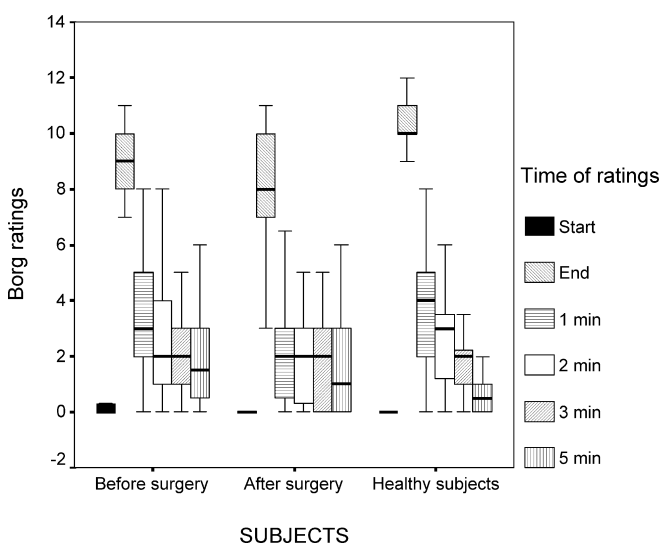 14
12
10
8
6
4
2
0
-2
Borg ratings
Before surgery
After surgery
Healthy subjects
SUBJECTS
Time of ratings
Start
End
1 min
2 min
3 min
5 min